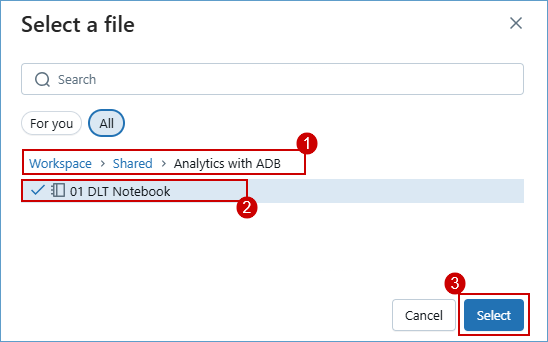 Select a file
Search
For you All
1
Workspace > Shared > Analytics with ADB
01 DLT Notebook
2
3
Cancel Select